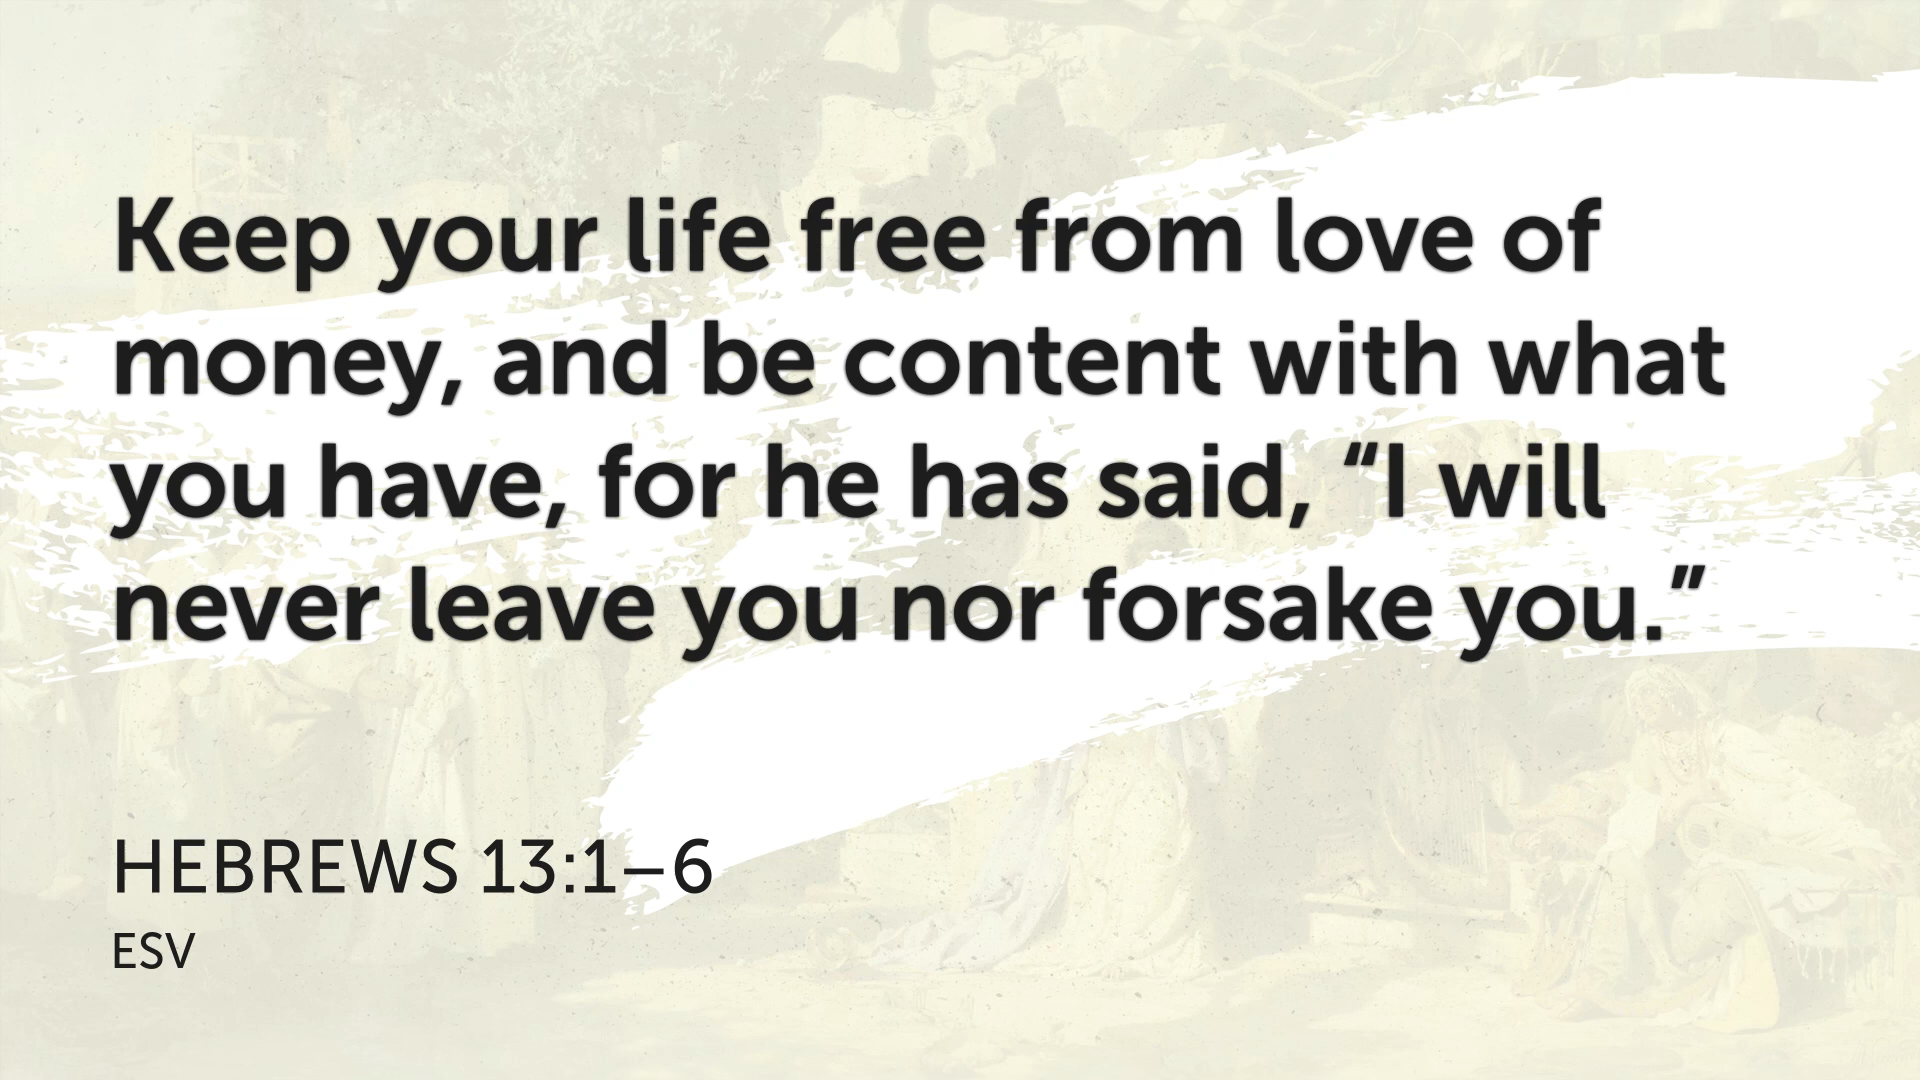 Keep your life free from love of
money, and be content with what
you have, for he has said, “I will
never leave you nor forsake you.”
HEBREWS 13:1–6
ESV